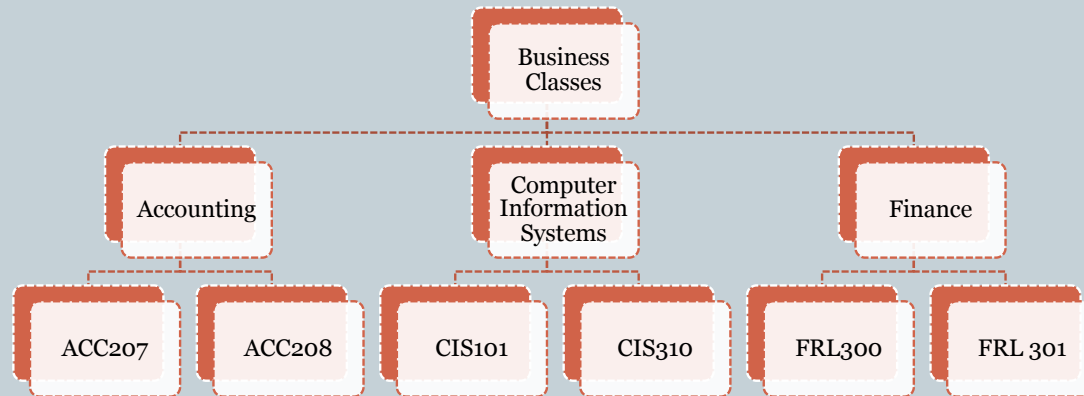 Business
Classes
Accounting
Computer
Information
Systems
Finance
ACC207
ACC208
CIS101
CIS310
FRL300
FRL 301